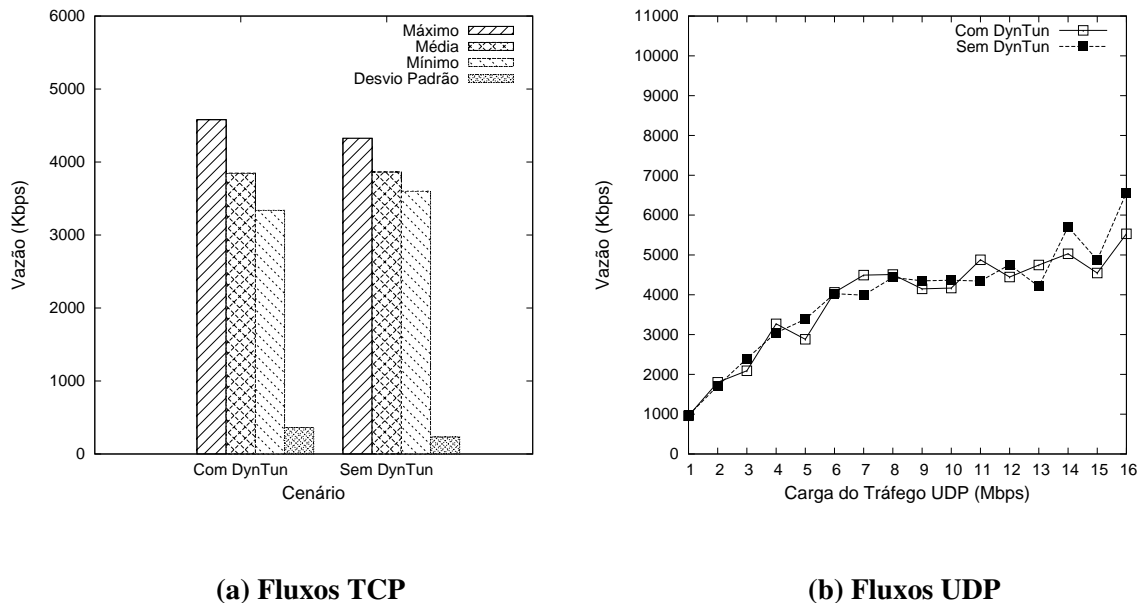 6000
5000
4000
3000
2000
1000
0
Vazão (Kbps)
Máximo
Média
Mínimo
Desvio Padrão
Com DynTun Sem DynTun
Cenário
11000
10000
9000
8000
7000
6000
5000
4000
3000
2000
1000
0
Vazão (Kbps)
Com DynTun
Sem DynTun
1 2 3 4 5 6 7 8 9 10 11 12 13 14 15 16
Carga do Tráfego UDP (Mbps)
(a) Fluxos TCP
(b) Fluxos UDP